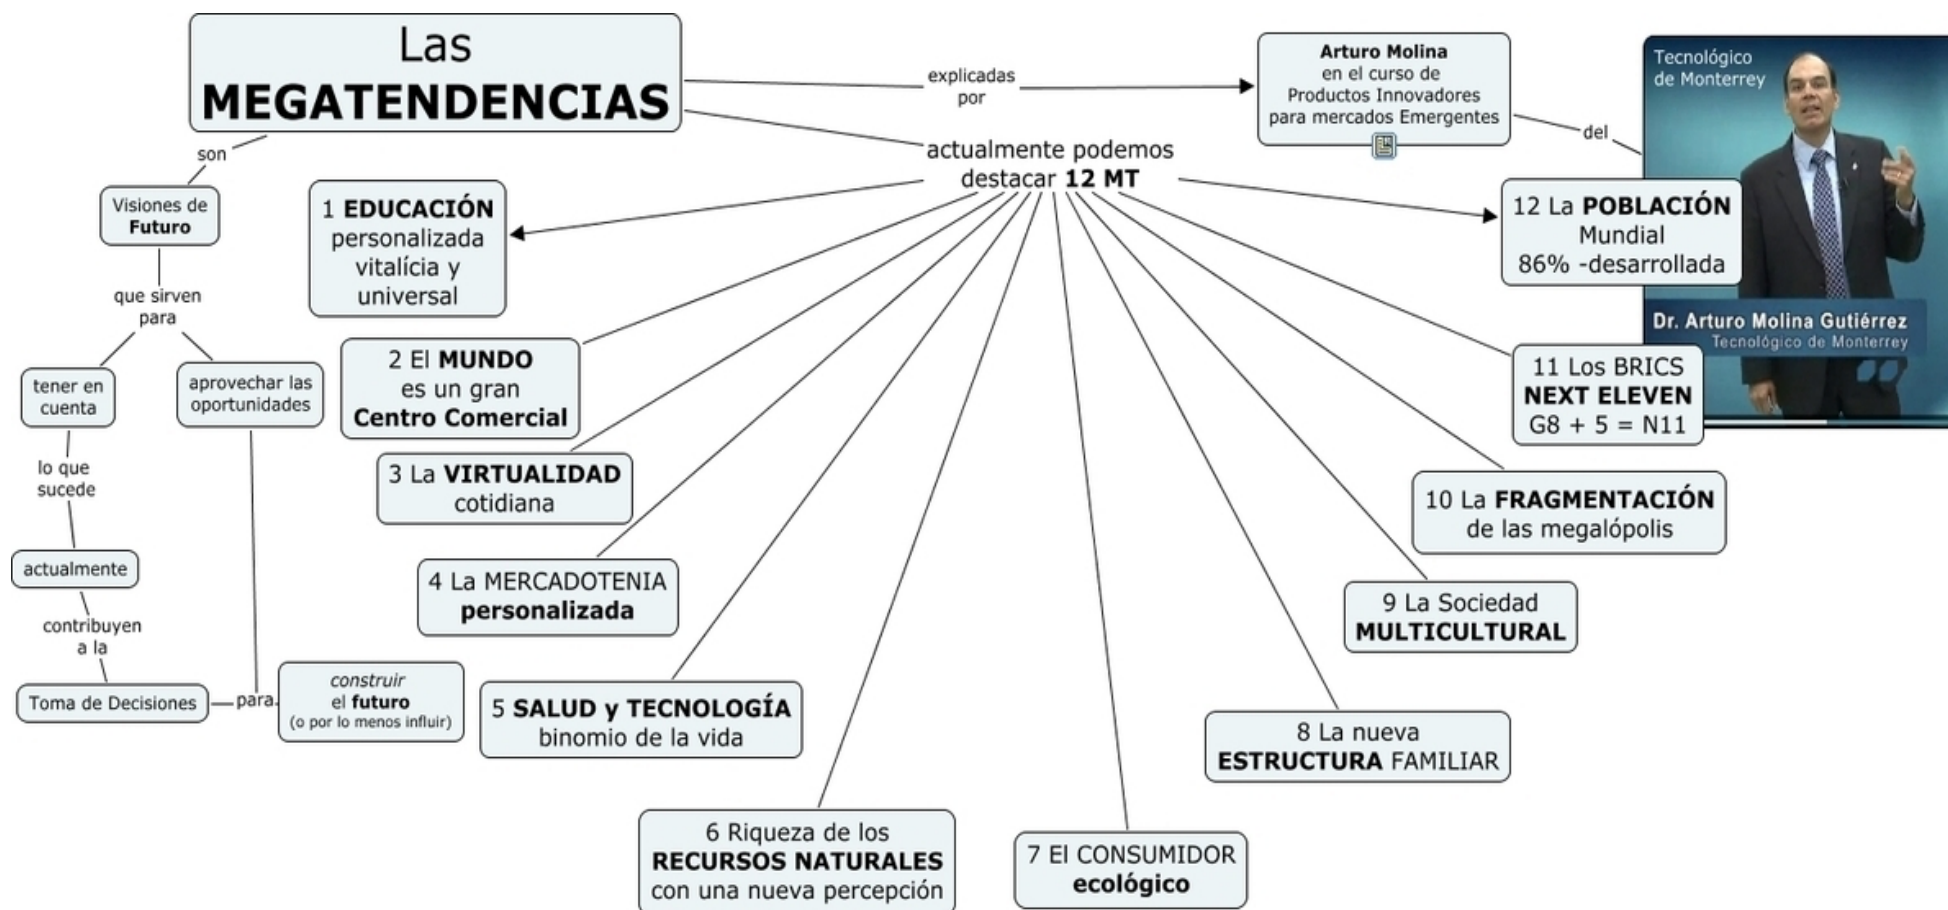 Las
MEGATENDENCIAS
son
Visiones de
Futuro
que sirven
para
tener en
cuenta
lo que
sucede
actualmente
contribuyen
a la
Toma de Decisiones
aprovechar las
oportunidades
para
construir
el futuro
(o por lo menos influir)
explicadas
por
Arturo Molina
en el curso de
Productos Innovadores
para mercados Emergentes
del
Tecnológico
de Monterrey
Dr. Arturo Molina Gutiérrez
Tecnológico de Monterrey
actualmente podemos
destacar 12 MT
1 EDUCACIÓN
personalizada
vitalícia y
universal
2 El MUNDO
es un gran
Centro Comercial
3 La VIRTUALIDAD
cotidiana
4 La MERCADOTENIA
personalizada
5 SALUD y TECNOLOGÍA
binomio de la vida
6 Riqueza de los
RECURSOS NATURALES
con una nueva percepción
7 El CONSUMIDOR
ecológico
8 La nueva
ESTRUCTURA FAMILIAR
9 La Sociedad
MULTICULTURAL
10 La FRAGMENTACIÓN
de las megalópolis
11 Los BRICS
NEXT ELEVEN
G8 + 5 = N11
12 La POBLACIÓN
Mundial
86% -desarrollada